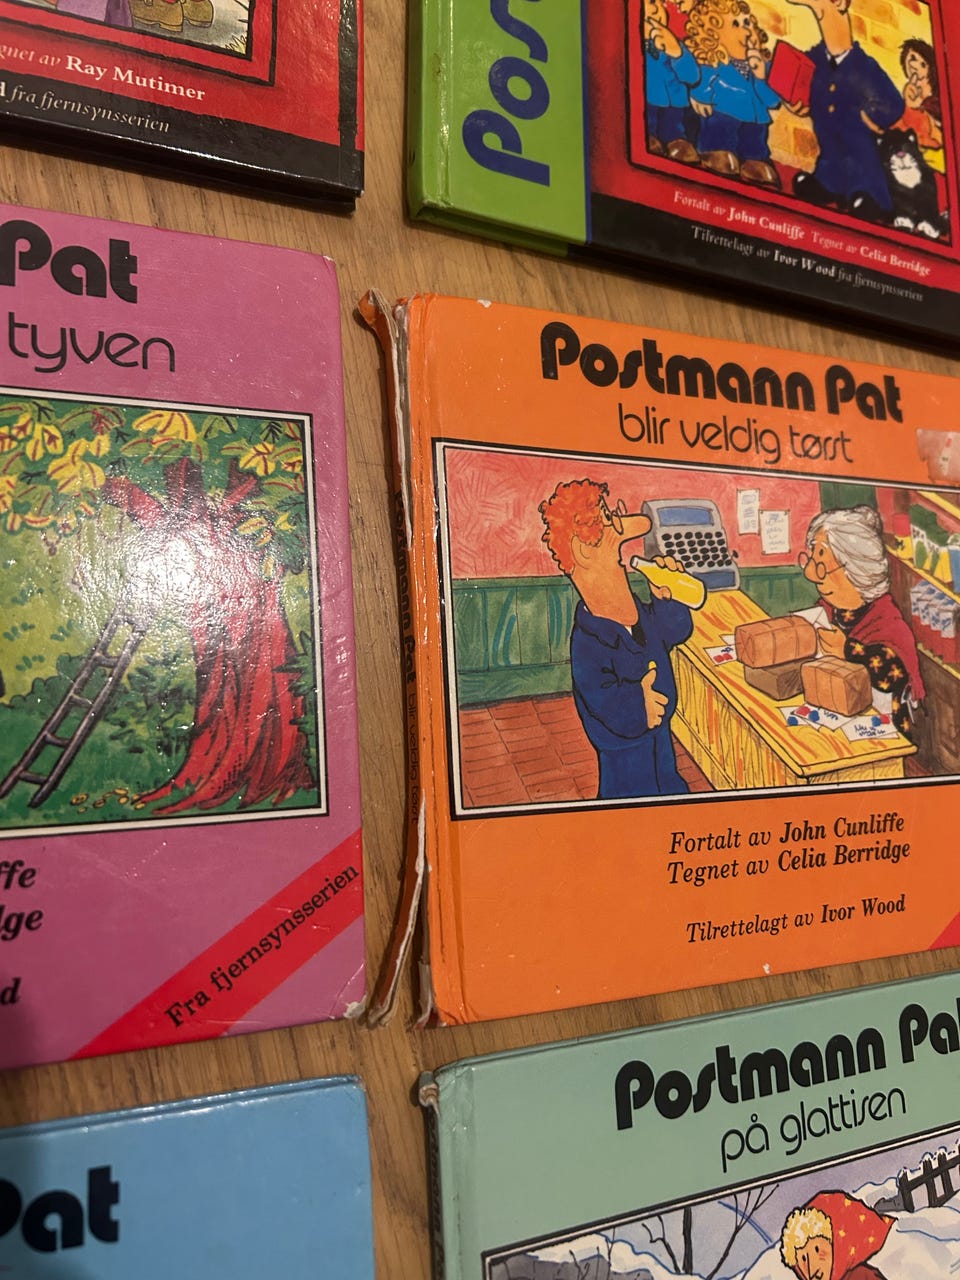 gnet av Ray Mutimer
fra fjernsynsserien
Pos
Fortalt av John Cunliffe Tegnet av Celia Berridge
Tilrettelagt av Ivor Wood fra fjernsynsserien
Pat
tyven
ffe
dge
d
Fra fjernsynsserien
Postmann Pat
blir veldig tørst
Fortalt av John Cunliffe
Tegnet av Celia Berridge
Tilrettelagt av Ivor Wood
Postmann Pat blir veldig tørst
Pat
Postmann Pat
på glattisen